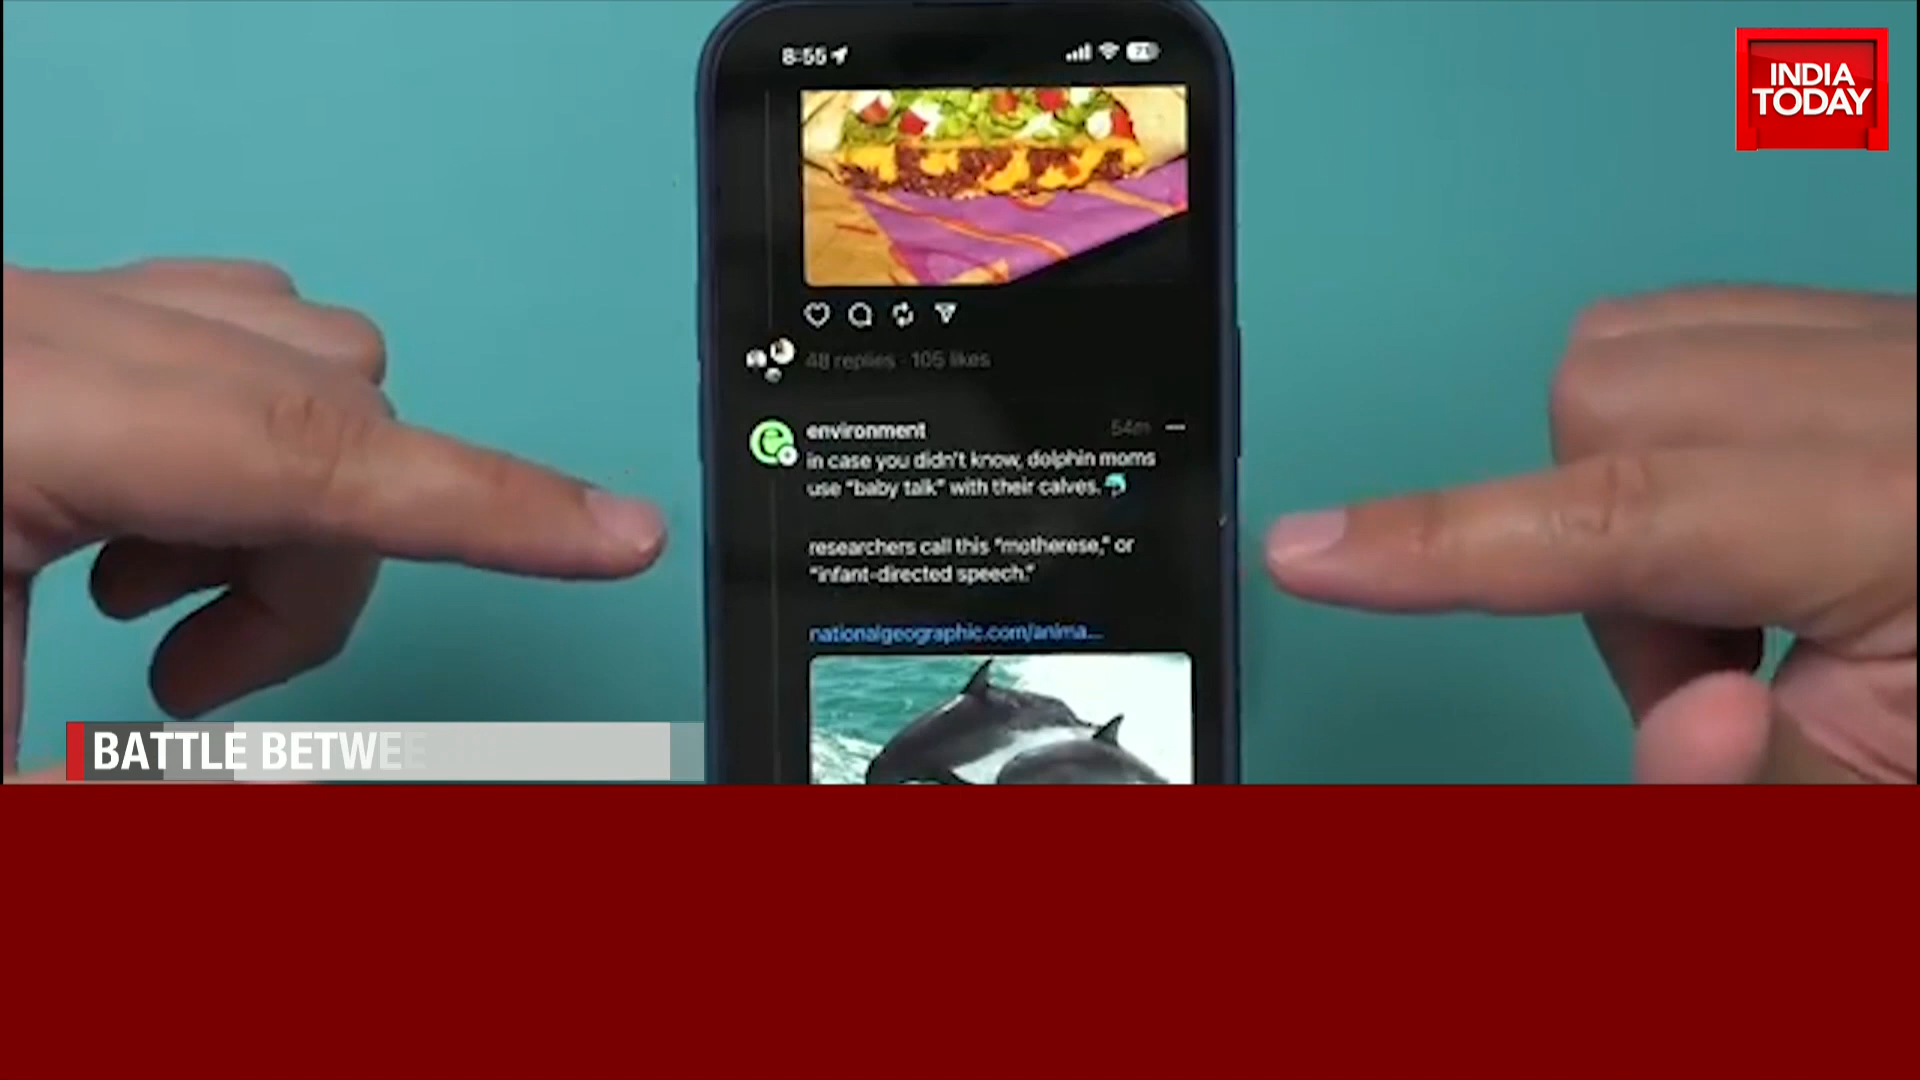 8:55
71
INDIA
TODAY
48 replies · 105 likes
environment
54m
in case you didn't know, dolphin moms
use "baby talk" with their calves.
researchers call this "motherese," or
"infant-directed speech."
nationalgeographic.com/anima...
BATTLE BETWEE